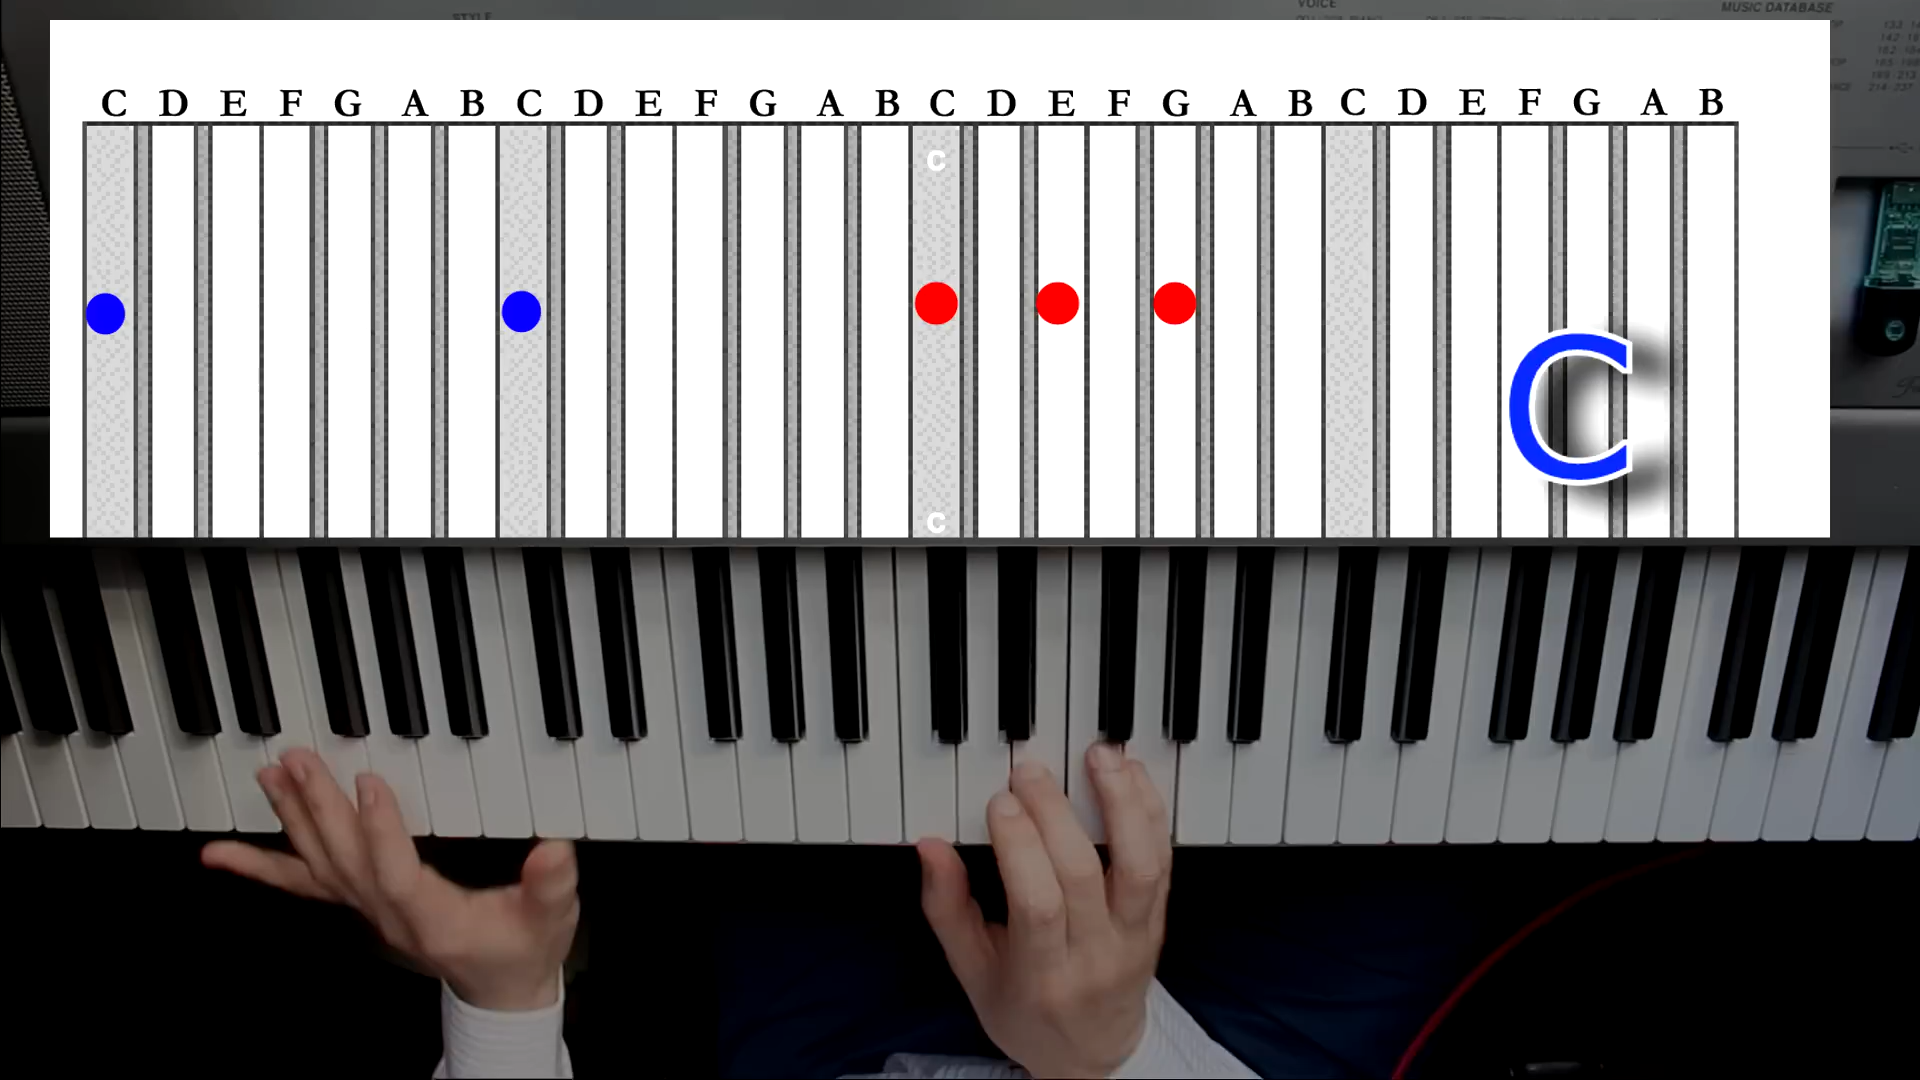 STYLE
VOICE
MUSIC DATABASE
C D E F G A B C D E F G A B C D E F G A B C D E F G A B
C
C
C